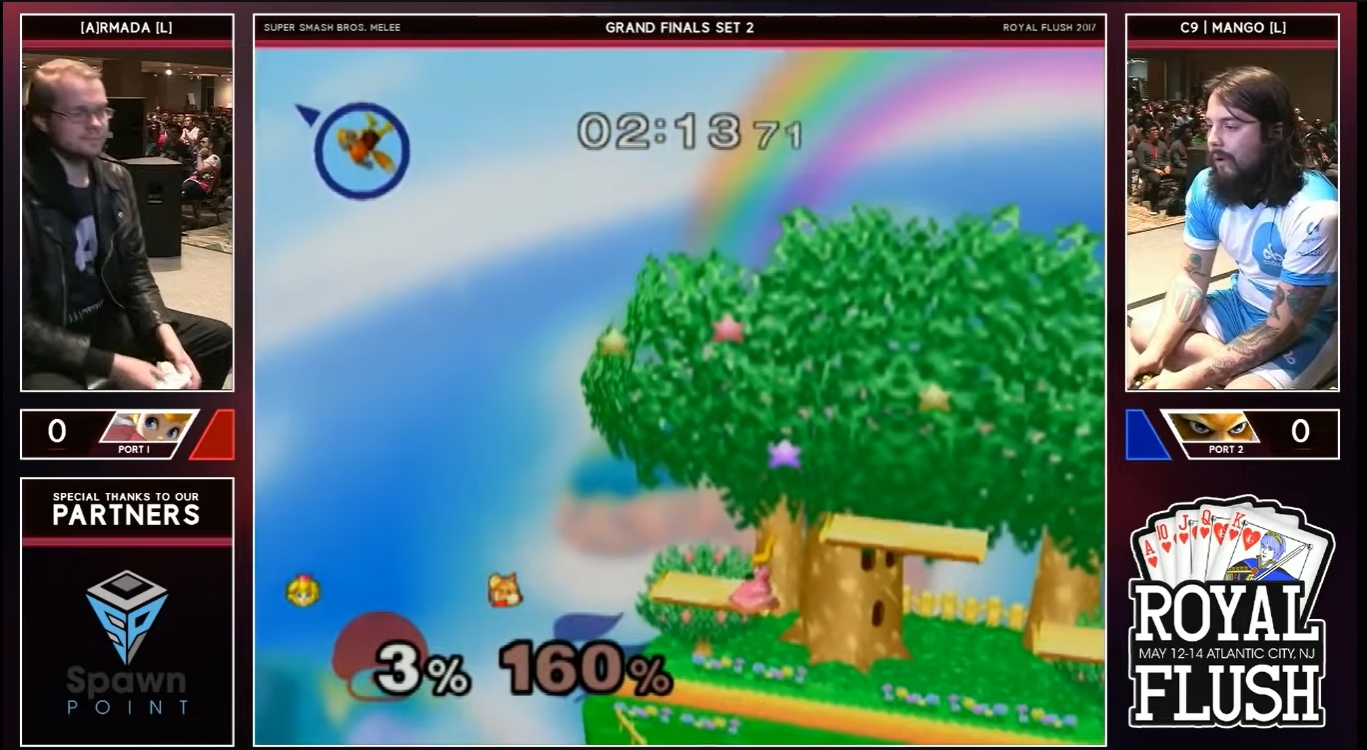 [A]RMADA [L]
SUPER SMASH BROS. MELEE
GRAND FINALS SET 2
ROYAL FLUSH 2017
C9 | MANGO [L]
02:13 71
0
PORT 1
PORT 2
0
SPECIAL THANKS TO OUR
PARTNERS
SP
Spawn
POINT
3% 160%
A 10 J Q K
ROYAL
MAY 12-14 ATLANTIC CITY, NJ
FLUSH